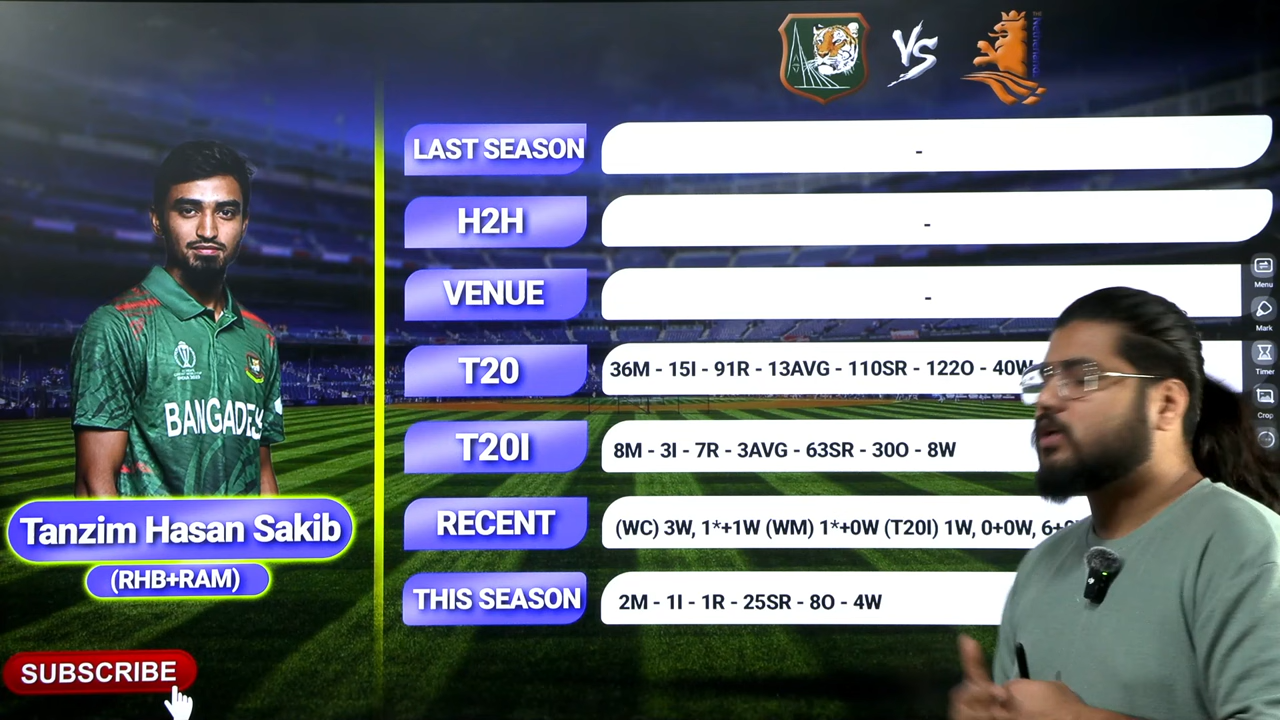 VS
THE
LAST SEASON
-
H2H
-
VENUE
-
T20
36M - 15I - 91R - 13AVG - 110SR - 122O - 40W
T20I
8M - 3I - 7R - 3AVG - 63SR - 30O - 8W
RECENT
(WC) 3W, 1*+1W (WM) 1*+0W (T20I) 1W, 0+0W,
THIS SEASON
2M - 1I - 1R - 25SR - 8O - 4W
BANGADES
Tanzim Hasan Sakib
(RHB+RAM)
SUBSCRIBE
Menu
Mark
Timer
Crop